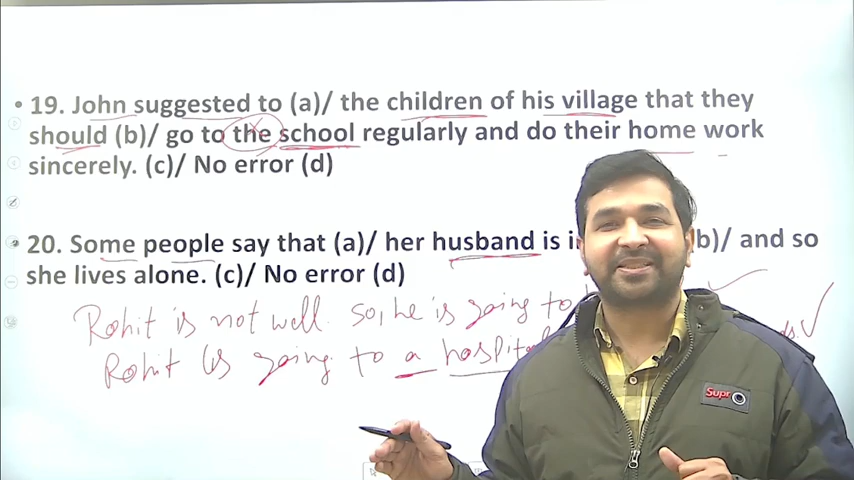 • 19. John suggested to (a)/ the children of his village that they
should (b)/ go to the school regularly and do their home work
sincerely. (c)/ No error (d)
20. Some people say that (a)/ her husband is b)/ and so
she lives alone. (c)/ No error (d)
Rohit is not well so, he is going to
Rohit is going to a hospital
Supr